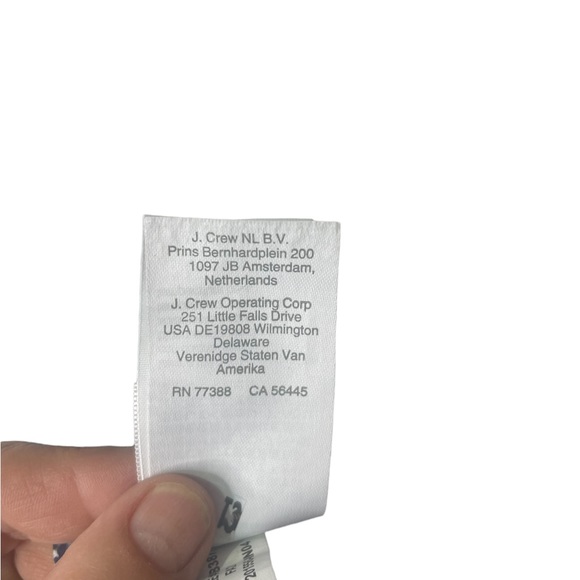 J. Crew NL B.V.
Prins Bernhardplein 200
1097 JB Amsterdam,
Netherlands
J. Crew Operating Corp
251 Little Falls Drive
USA DE19808 Wilmington
Delaware
Verenidge Staten Van
Amerika
RN 77388 CA 56445